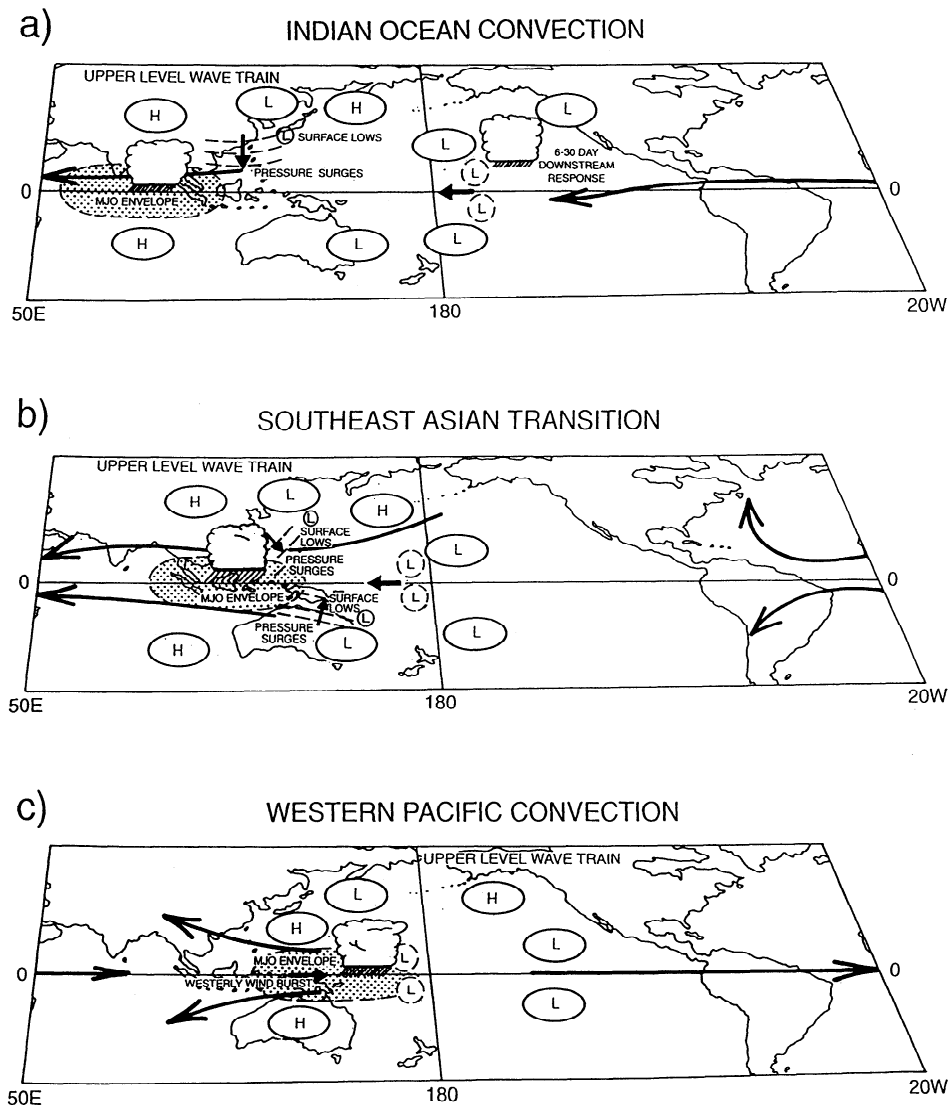 a)
INDIAN OCEAN CONVECTION
UPPER LEVEL WAVE TRAIN
H
L
H
L
L
SURFACE LOWS
L
6-30 DAY
DOWNSTREAM
RESPONSE
PRESSURE SURGES
L
0
MJO ENVELOPE
L
0
H
L
L
50E
180
20W
b)
SOUTHEAST ASIAN TRANSITION
UPPER LEVEL WAVE TRAIN
H
L
H
L
SURFACE
LOWS
PRESSURE
SURGES
L
L
0
MJO ENVELOPE
L
0
SURFACE
LOWS
L
PRESSURE
SURGES
H
L
L
50E
180
20W
c)
WESTERN PACIFIC CONVECTION
UPPER LEVEL WAVE TRAIN
L
H
H
L
MJO ENVELOPE
L
0
0
WESTERLY WIND BURST
L
L
H
50E
180
20W